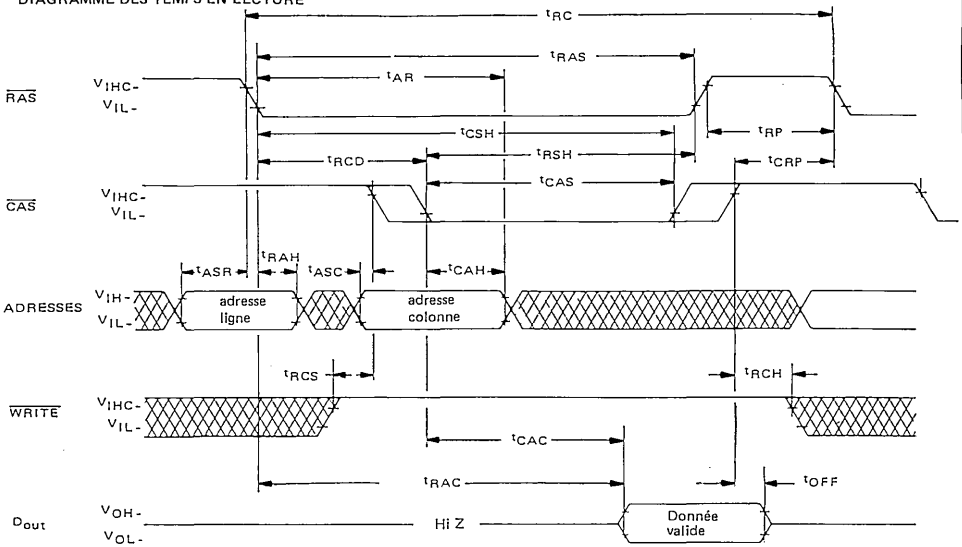 DIAGRAMME DES TEMPS EN LECTURE
tRC
tRAS
tAR
RAS
VIHC-
VIL-
tCSH
tRP
tRCD
tRSH
tCRP
tCAS
CAS
VIHC-
VIL-
tASR
tRAH
tASC
tCAH
ADRESSES
VIH-
VIL-
adresse
ligne
adresse
colonne
tRCS
tRCH
WRITE
VIHC-
VIL-
tCAC
tRAC
tOFF
Dout
VOH-
VOL-
Hi Z
Donnée
valide